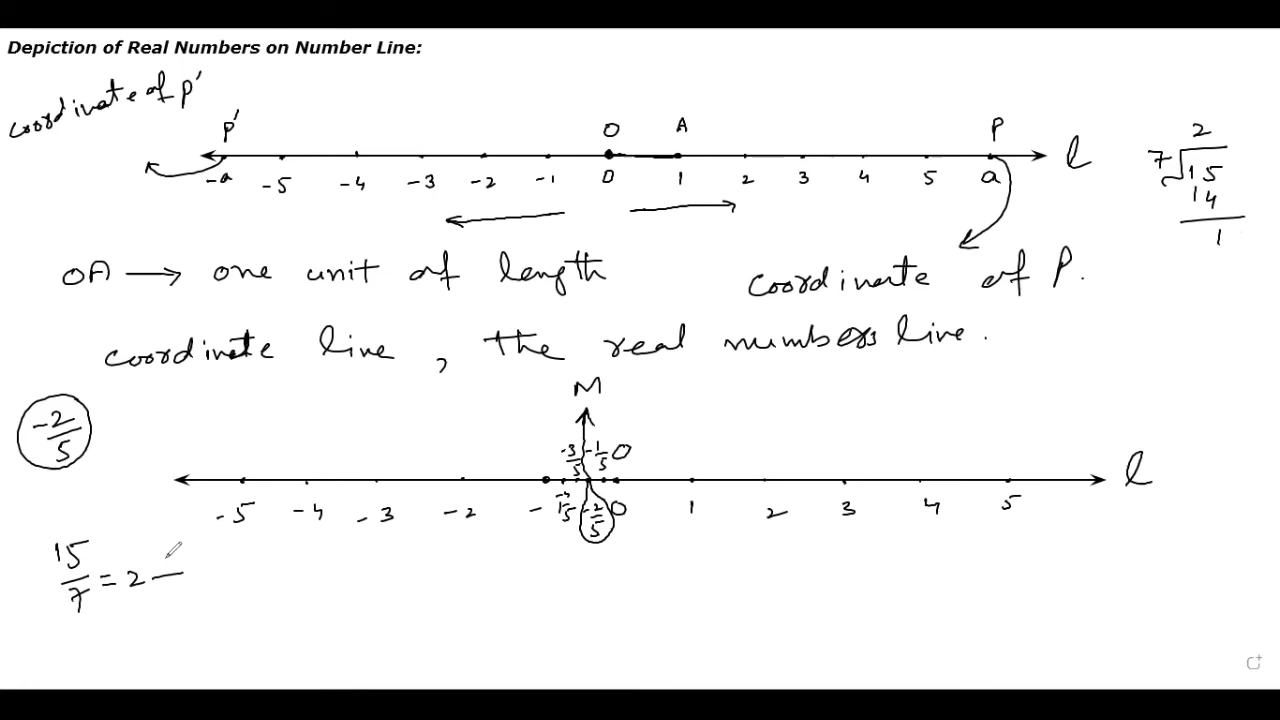 Depiction of Real Numbers on Number Line:
coordinate of p'
p' O A P
-a -5 -4 -3 -2 -1 0 1 2 3 4 5 a l
2
7 15
14
1
OA → one unit of length
coordinate of P.
coordinate line, the real numbers line.
M
-2/5
-3/5 -1/5 O
l
-5 -4 -3 -2 -2/5 0 1 2 3 4 5
15/7 = 2 —